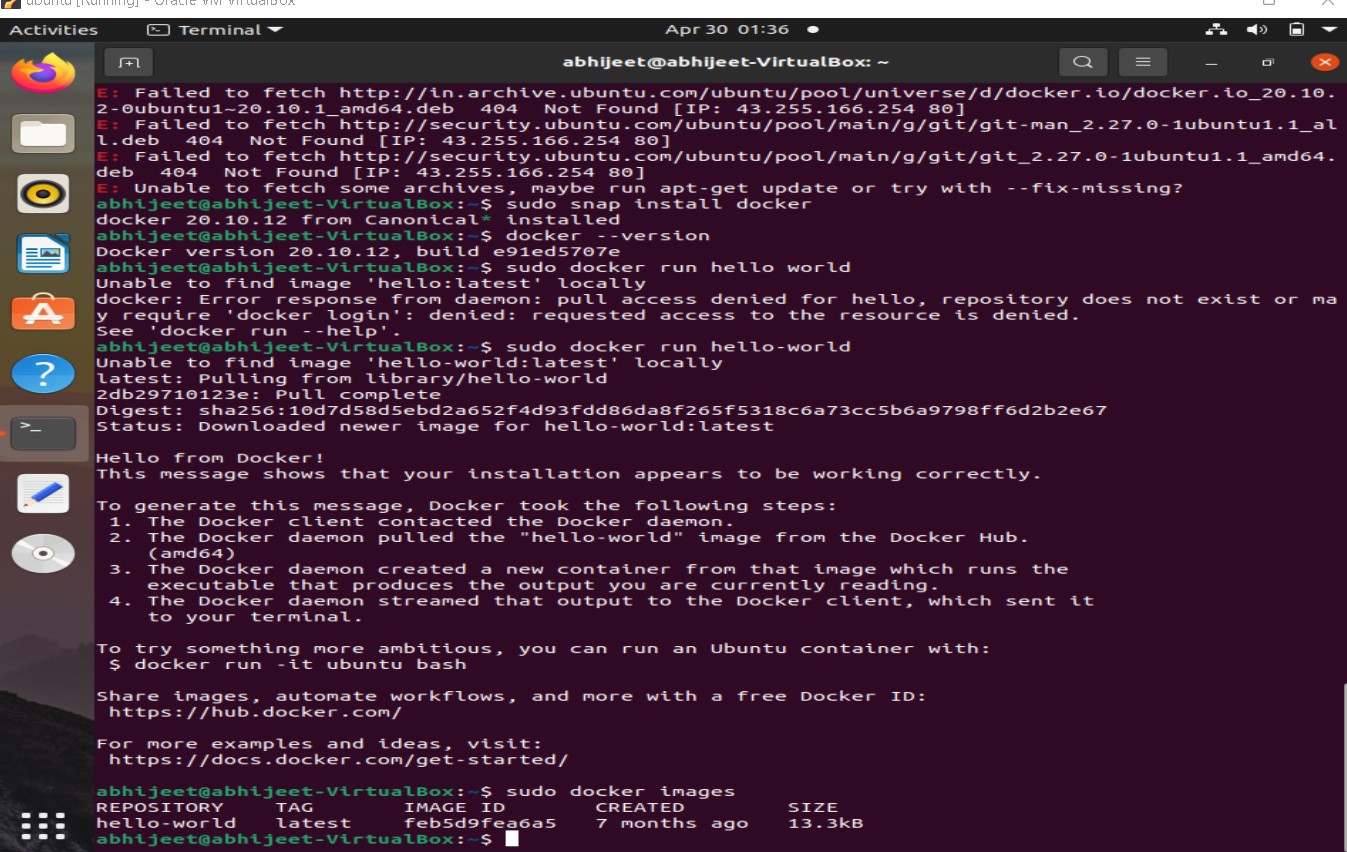 ubuntu [Running] - Oracle VM VirtualBox
Activities Terminal Apr 30 01:36
abhijeet@abhijeet-VirtualBox: ~
E: Failed to fetch http://in.archive.ubuntu.com/ubuntu/pool/universe/d/docker.io/docker.io_20.10.
2-0ubuntu1~20.10.1_amd64.deb  404  Not Found [IP: 43.255.166.254 80]
E: Failed to fetch http://security.ubuntu.com/ubuntu/pool/main/g/git/git-man_2.27.0-1ubuntu1.1_al
l.deb  404  Not Found [IP: 43.255.166.254 80]
E: Failed to fetch http://security.ubuntu.com/ubuntu/pool/main/g/git/git_2.27.0-1ubuntu1.1_amd64.
deb  404  Not Found [IP: 43.255.166.254 80]
E: Unable to fetch some archives, maybe run apt-get update or try with --fix-missing?
abhijeet@abhijeet-VirtualBox:~$ sudo snap install docker
docker 20.10.12 from Canonical* installed
abhijeet@abhijeet-VirtualBox:~$ docker --version
Docker version 20.10.12, build e91ed5707e
abhijeet@abhijeet-VirtualBox:~$ sudo docker run hello world
Unable to find image 'hello:latest' locally
docker: Error response from daemon: pull access denied for hello, repository does not exist or ma
y require 'docker login': denied: requested access to the resource is denied.
See 'docker run --help'.
abhijeet@abhijeet-VirtualBox:~$ sudo docker run hello-world
Unable to find image 'hello-world:latest' locally
latest: Pulling from library/hello-world
2db29710123e: Pull complete
Digest: sha256:10d7d58d5ebd2a652f4d93fdd86da8f265f5318c6a73cc5b6a9798ff6d2b2e67
Status: Downloaded newer image for hello-world:latest
Hello from Docker!
This message shows that your installation appears to be working correctly.
To generate this message, Docker took the following steps:
1. The Docker client contacted the Docker daemon.
2. The Docker daemon pulled the "hello-world" image from the Docker Hub.
(amd64)
3. The Docker daemon created a new container from that image which runs the
executable that produces the output you are currently reading.
4. The Docker daemon streamed that output to the Docker client, which sent it
to your terminal.
To try something more ambitious, you can run an Ubuntu container with:
$ docker run -it ubuntu bash
Share images, automate workflows, and more with a free Docker ID:
https://hub.docker.com/
For more examples and ideas, visit:
https://docs.docker.com/get-started/
abhijeet@abhijeet-VirtualBox:~$ sudo docker images
REPOSITORY    TAG       IMAGE ID       CREATED        SIZE
hello-world   latest    feb5d9fea6a5   7 months ago   13.3kB
abhijeet@abhijeet-VirtualBox:~$